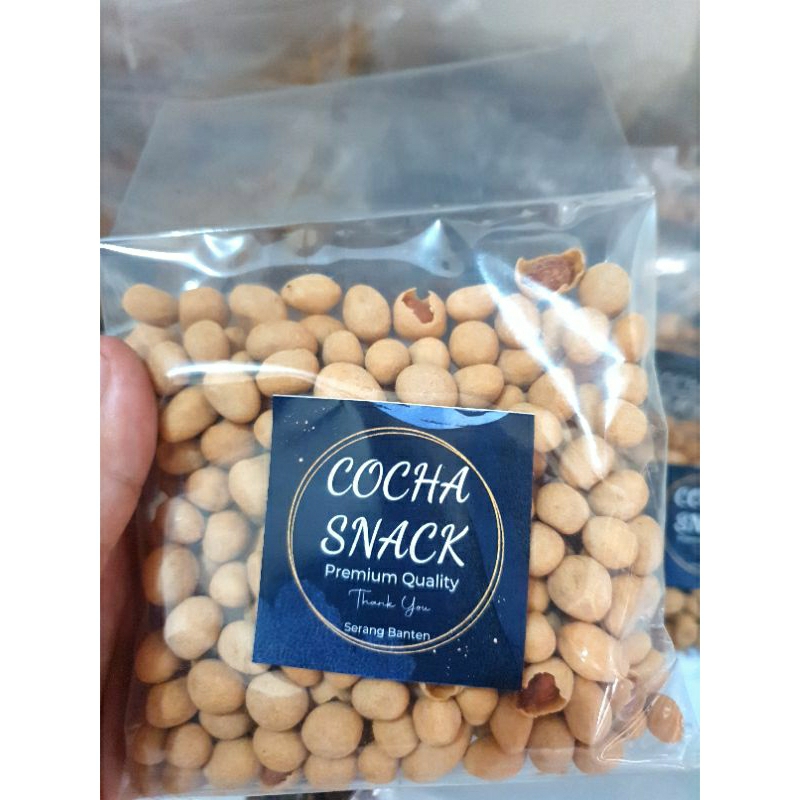 COCHA
SNACK
Premium Quality
Thank You
Serang Banten